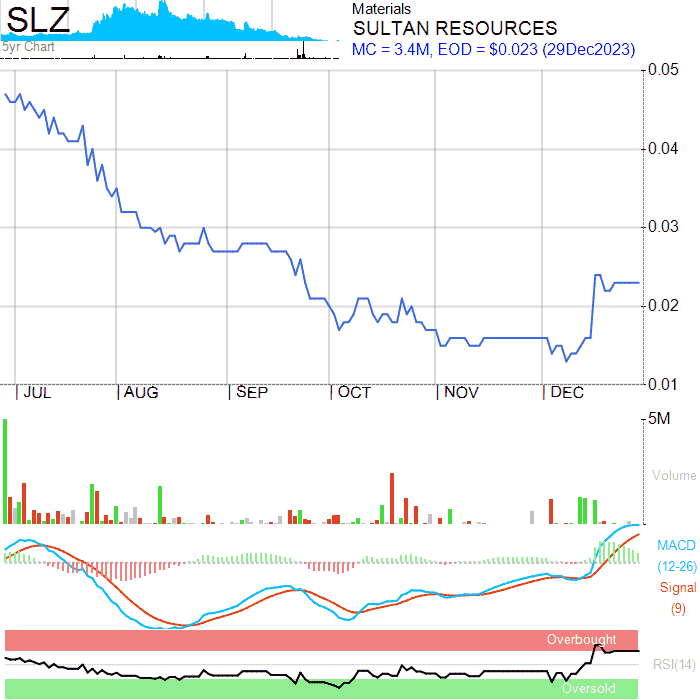 SLZ
5yr Chart
Materials
SULTAN RESOURCES
MC = 3.4M, EOD = $0.023 (29Dec2023)
0.05
0.04
0.03
0.02
0.01
JUL AUG SEP OCT NOV DEC
5M
Volume
MACD
(12-26)
Signal
(9)
Overbought
RSI(14)
Oversold